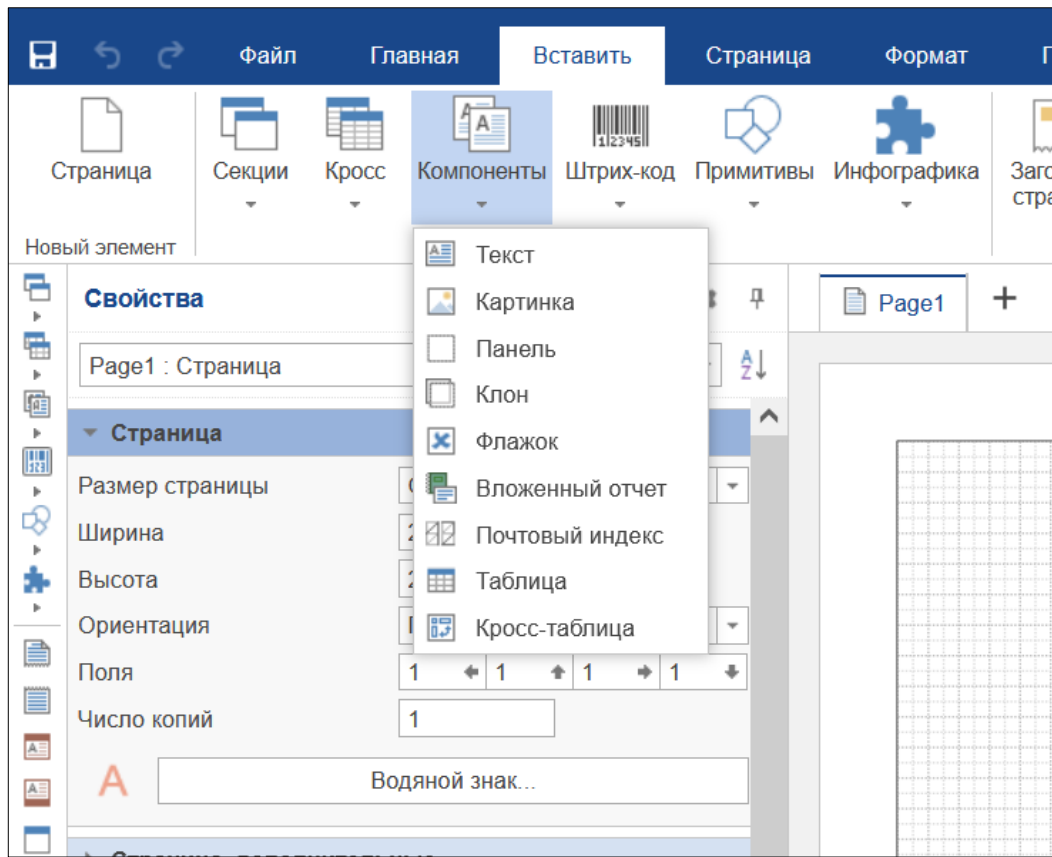 Файл Главная Вставить Страница Формат
Страница Секции Кросс Компоненты Штрих-код Примитивы Инфографика
Новый элемент
Текст
Картинка
Панель
Клон
Флажок
Вложенный отчет
Почтовый индекс
Таблица
Кросс-таблица
Свойства
Page1 : Страница
Страница
Размер страницы
Ширина
Высота
Ориентация
Поля 1 1 1 1
Число копий 1
Водяной знак...
Page1